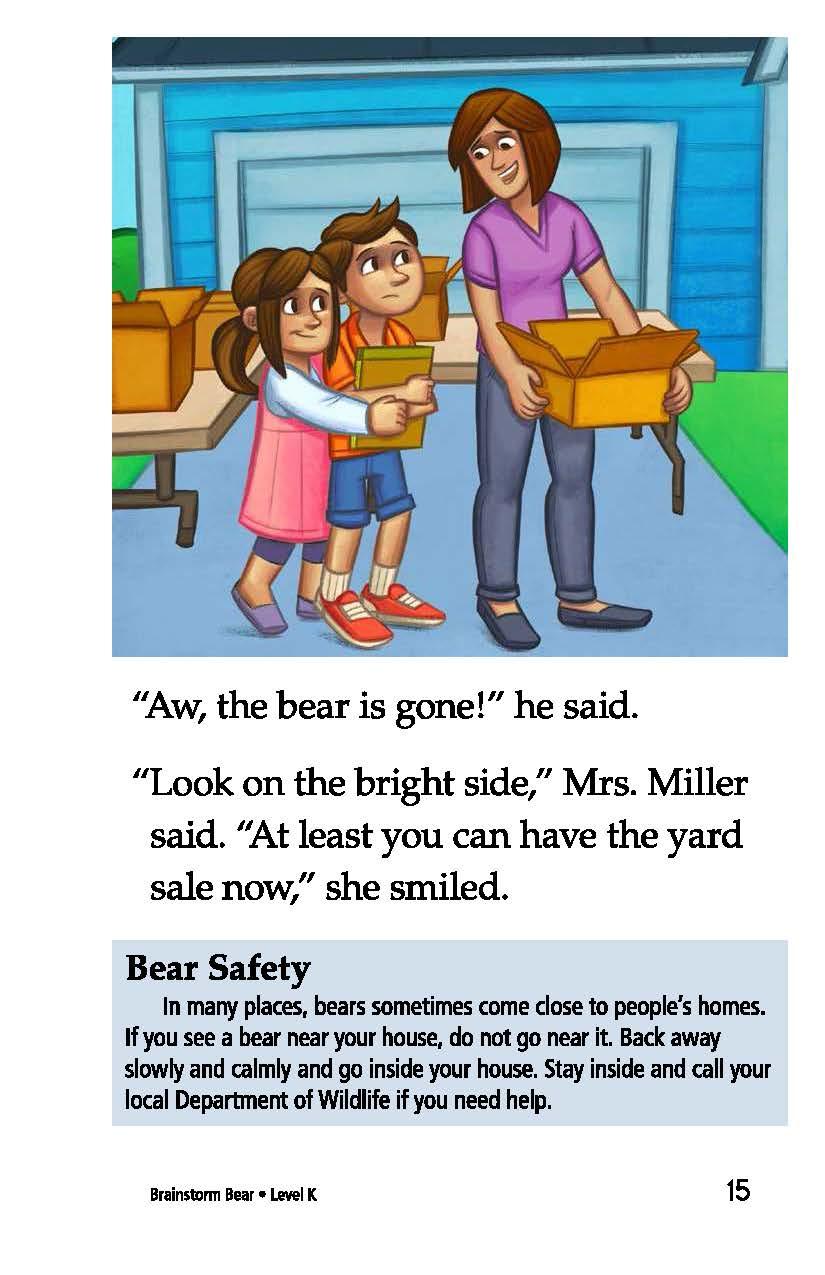 “Aw, the bear is gone!” he said.
“Look on the bright side,” Mrs. Miller
said. “At least you can have the yard
sale now,” she smiled.
Bear Safety
In many places, bears sometimes come close to people’s homes.
If you see a bear near your house, do not go near it. Back away
slowly and calmly and go inside your house. Stay inside and call your
local Department of Wildlife if you need help.
Brainstorm Bear • Level K
15